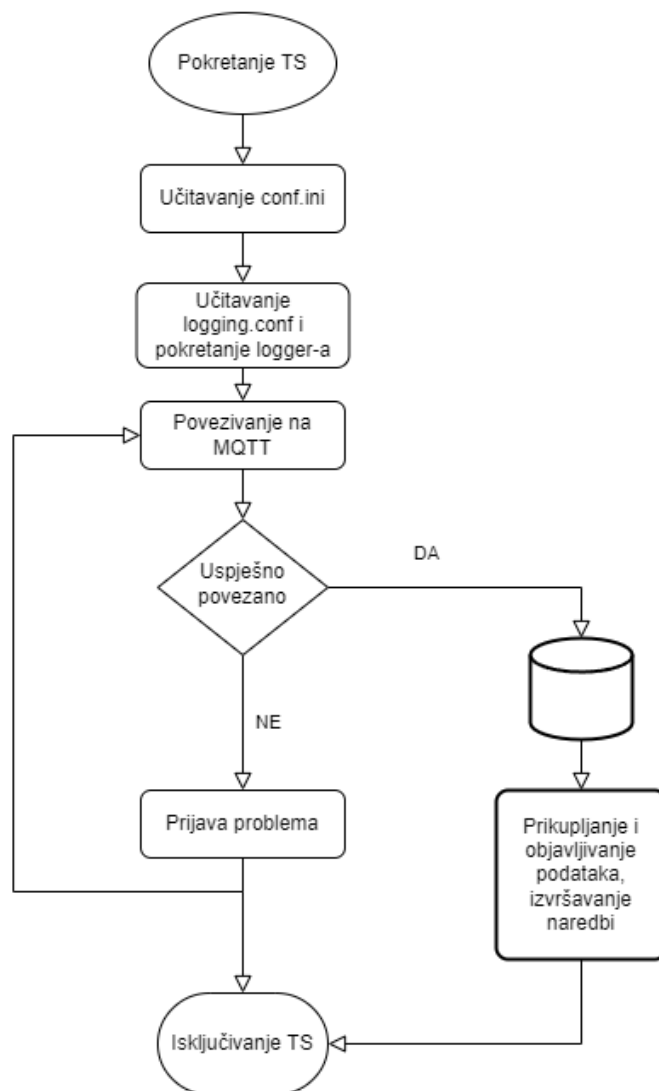 Pokretanje TS
Učitavanje conf.ini
Učitavanje
logging.conf i
pokretanje logger-a
Povezivanje na
MQTT
Uspješno
povezano
DA
NE
Prijava problema
Prikupljanje i
objavljivanje
podataka,
izvršavanje
naredbi
Isključivanje TS